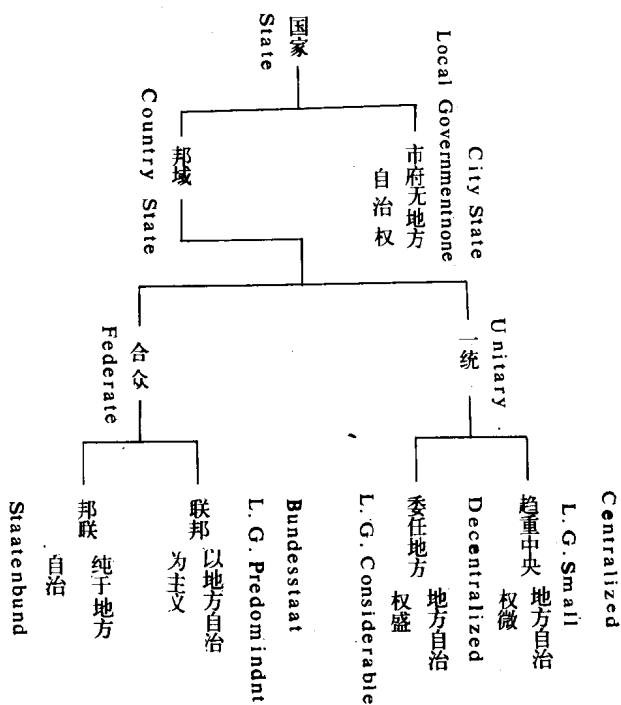 国家
State
City State
Local Governmentnone
市府无地方
自治权
邦域
Country State
Unitary
一统
合众
Federate
Centralized
L.G.Small
趋重中央
地方自治
权微
Decentralized
委任地方
地方自治
权盛
L.G.Considerable
Bundesstaat
L.G.Predomindnt
联邦
以地方自治
为主义
邦联
纯于地方
自治
Staatenbund